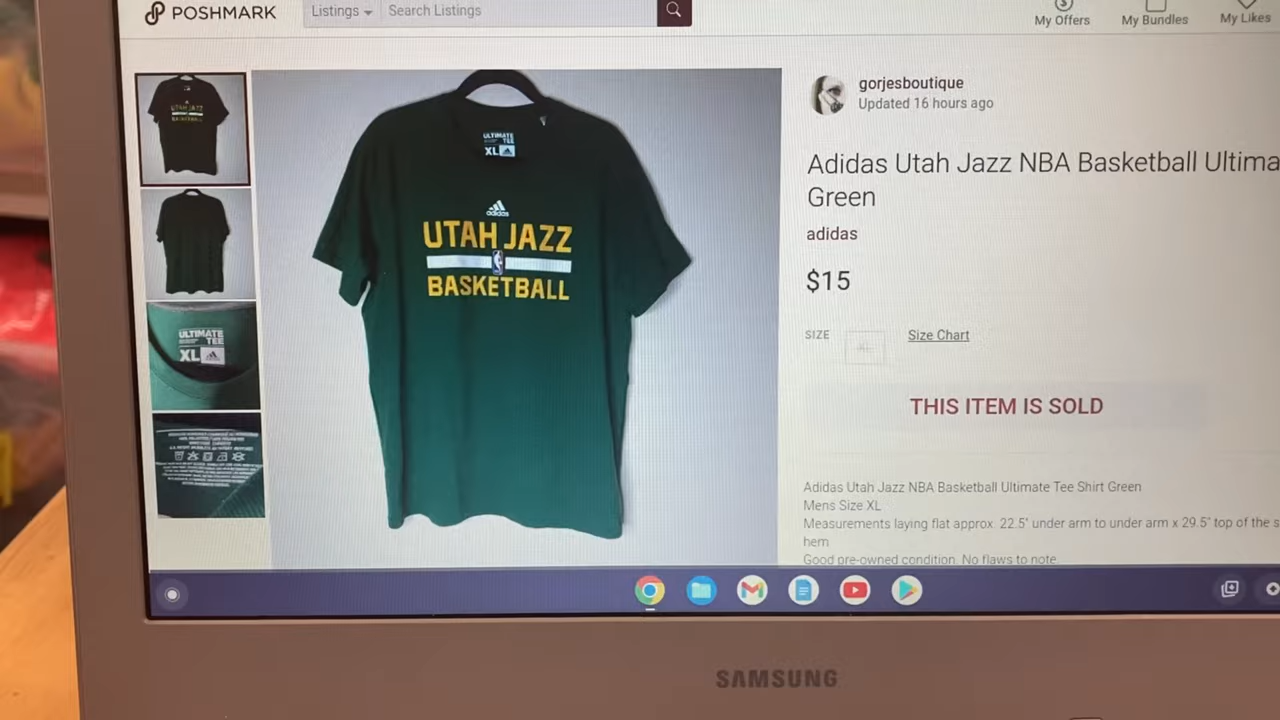 POSHMARK
Listings
Search Listings
My Offers
My Bundles
My Likes
gorjesboutique
Updated 16 hours ago
Adidas Utah Jazz NBA Basketball Ultima
Green
adidas
$15
SIZE
XL
Size Chart
THIS ITEM IS SOLD
Adidas Utah Jazz NBA Basketball Ultimate Tee Shirt Green
Mens Size XL
Measurements laying flat approx. 22.5" under arm to under arm x 29.5" top of the s
hem
Good pre-owned condition. No flaws to note.
ULTIMATE
TEE
XL
adidas
UTAH JAZZ
BASKETBALL
UTAH JAZZ
ULTIMATE
TEE
XL
SAMSUNG